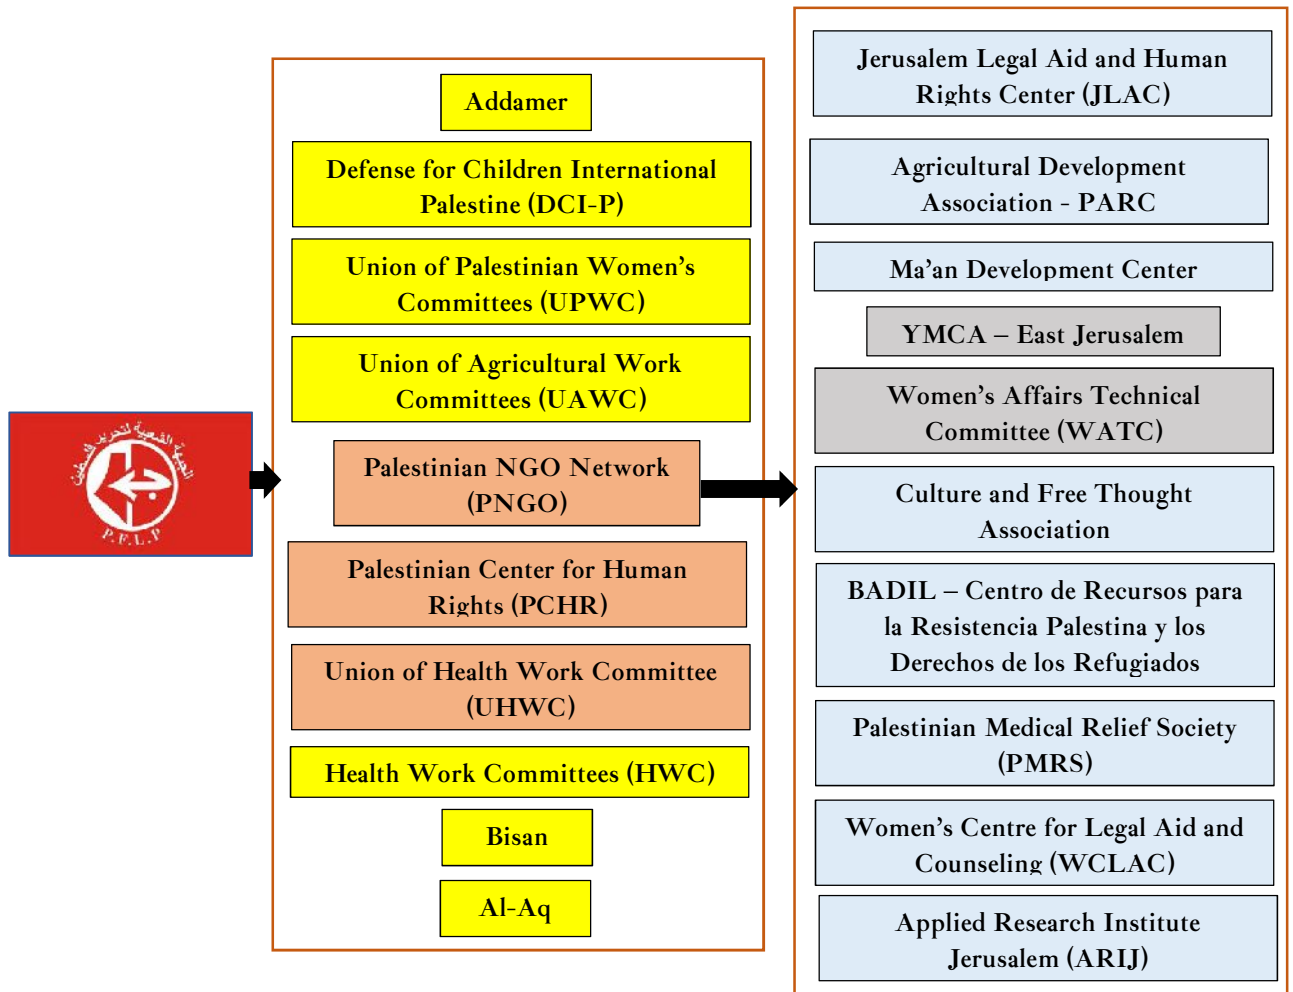 الجبهة الشعبية لتحرير فلسطين
P.F.L.P
Addamer
Defense for Children International
Palestine (DCI-P)
Union of Palestinian Women's
Committees (UPWC)
Union of Agricultural Work
Committees (UAWC)
Palestinian NGO Network
(PNGO)
Palestinian Center for Human
Rights (PCHR)
Union of Health Work Committee
(UHWC)
Health Work Committees (HWC)
Bisan
Al-Aq
Jerusalem Legal Aid and Human
Rights Center (JLAC)
Agricultural Development
Association - PARC
Ma'an Development Center
YMCA – East Jerusalem
Women's Affairs Technical
Committee (WATC)
Culture and Free Thought
Association
BADIL – Centro de Recursos para
la Resistencia Palestina y los
Derechos de los Refugiados
Palestinian Medical Relief Society
(PMRS)
Women's Centre for Legal Aid and
Counseling (WCLAC)
Applied Research Institute
Jerusalem (ARIJ)